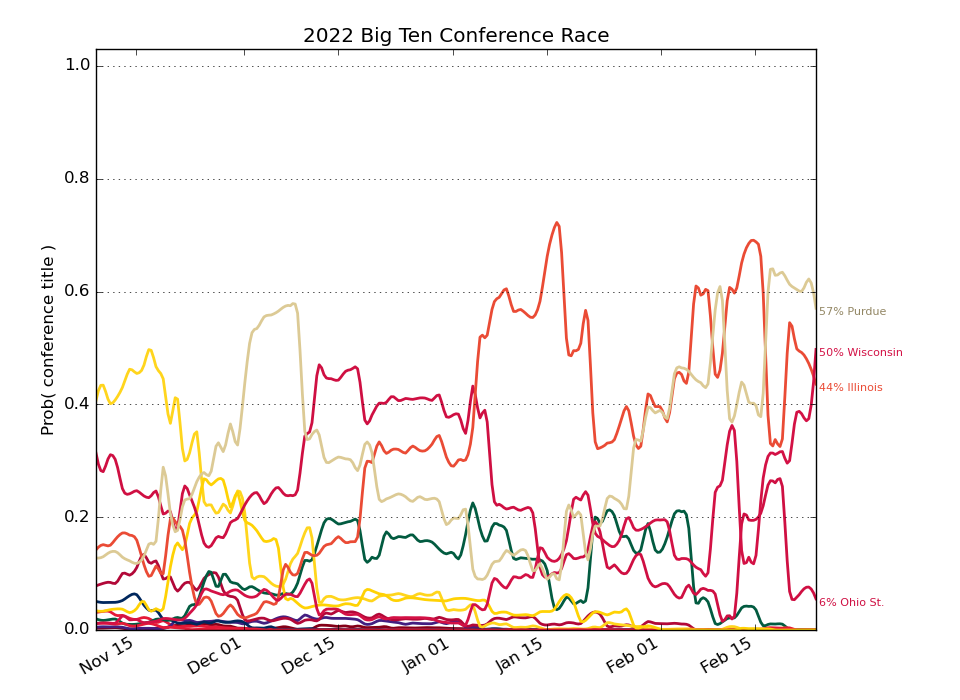 2022 Big Ten Conference Race
Prob( conference title )
1.0
0.8
0.6
0.4
0.2
0.0
Nov 15
Dec 01
Dec 15
Jan 01
Jan 15
Feb 01
Feb 15
57% Purdue
50% Wisconsin
44% Illinois
6% Ohio St.